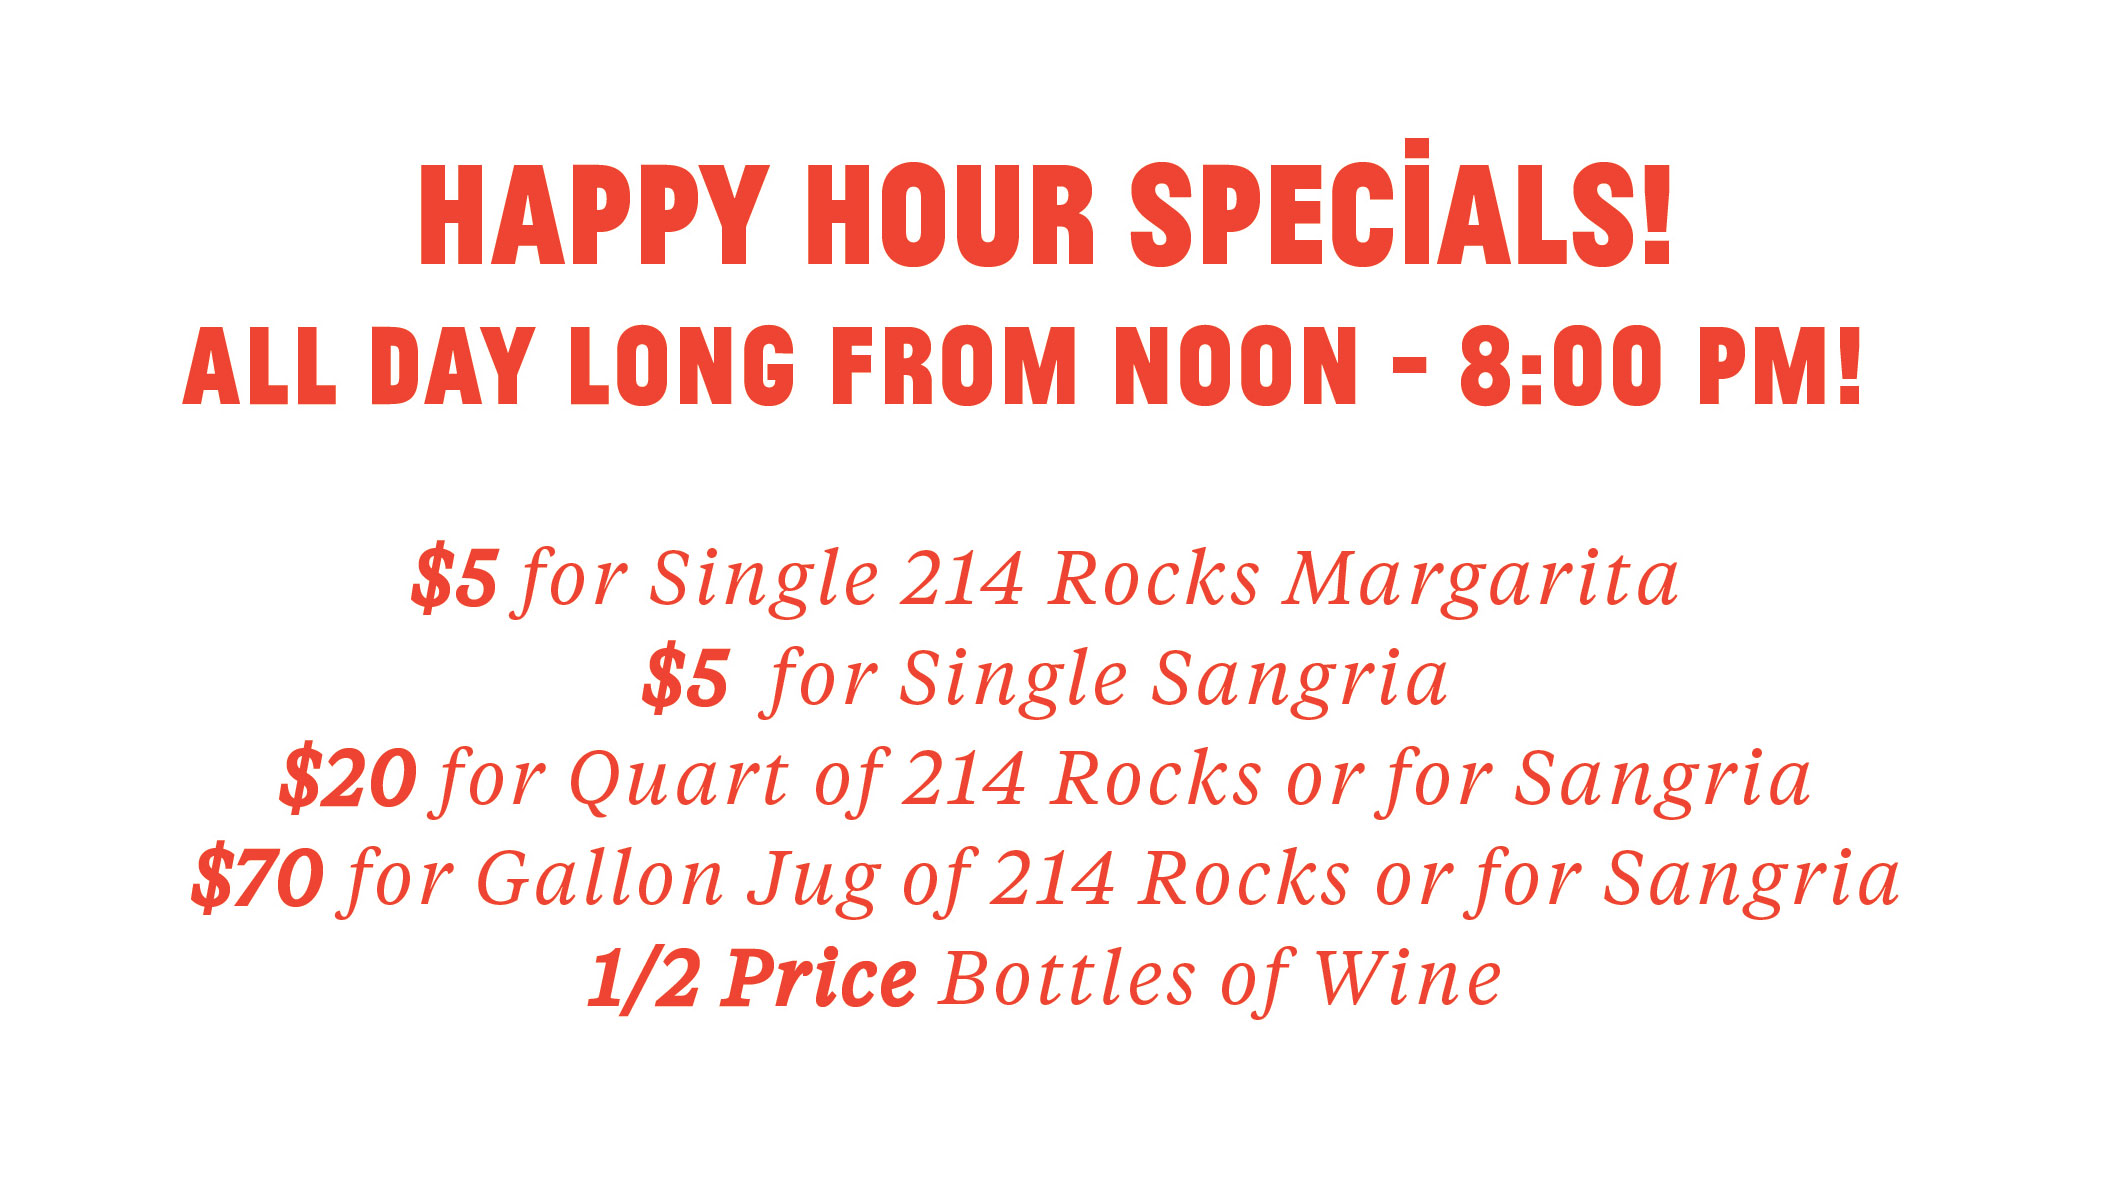 HAPPY HOUR SPECİALS!
ALL DAY LONG FROM NOON - 8:00 PM!
$5 for Single 214 Rocks Margarita
$5 for Single Sangria
$20 for Quart of 214 Rocks or for Sangria
$70 for Gallon Jug of 214 Rocks or for Sangria
1/2 Price Bottles of Wine